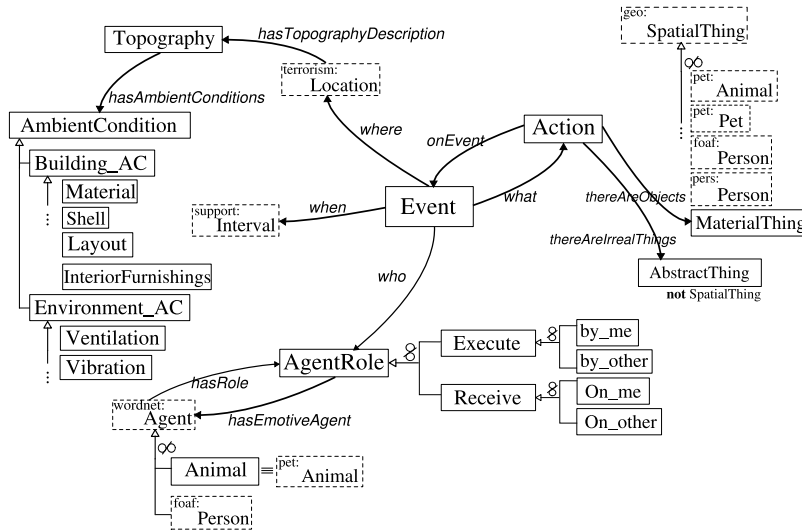 geo:
SpatialThing
Topography
hasTopographyDescription
terrorism:
Location
pet:
Animal
hasAmbientConditions
AmbientCondition
pet:
Pet
Action
onEvent
where
foaf:
Person
Building_AC
Material
pers:
Person
Shell
when
Event
what
thereAreObjects
support:
Interval
MaterialThing
Layout
thereAreIrrealThings
InteriorFurnishings
who
AbstractThing
not SpatialThing
Environment_AC
Ventilation
Vibration
by_me
Execute
by_other
AgentRole
hasRole
On_me
Receive
wordnet:
Agent
hasEmotiveAgent
On_other
Animal
≡
pet:
Animal
foaf:
Person